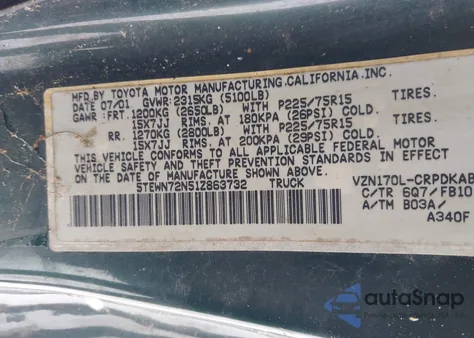 MFD.BY TOYOTA MOTOR MANUFACTURING.CALIFORNIA.INC.
DATE 07/01 GVWR: 2315KG (5100LB)
GAWR: FRT. 1200KG (2650LB) WITH P225/75R15 TIRES.
15X7JJ RIMS. AT 180KPA (26PSI) COLD.
RR. 1270KG (2800LB) WITH P225/75R15 TIRES.
15X7JJ RIMS. AT 200KPA (29PSI) COLD.
THIS VEHICLE CONFORMS TO ALL APPLICABLE FEDERAL
MOTOR VEHICLE SAFETY STANDARDS IN EFFECT
ON THE DATE OF MANUFACTURE SHOWN ABOVE.
5TEWN72N51Z863732 TRUCK
VZN170L-CRPDKAB
C/TR 6Q7/FB10
A/TM B03A/
A340F
autoSnap